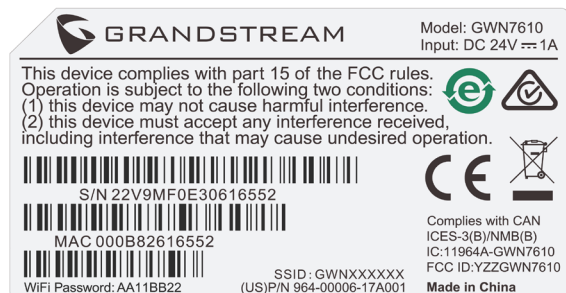 GRANDSTREAM
Model: GWN7610
Input: DC 24V ⎓ 1A
This device complies with part 15 of the FCC rules.
Operation is subject to the following two conditions:
(1) this device may not cause harmful interference.
(2) this device must accept any interference received,
including interference that may cause undesired operation.
e
CE
S/N 22V9MF0E30616552
MAC 000B82616552
WiFi Password: AA11BB22
SSID : GWNXXXXXX
(US)P/N 964-00006-17A001
Complies with CAN
ICES-3(B)/NMB(B)
IC:11964A-GWN7610
FCC ID:YZZGWN7610
Made in China